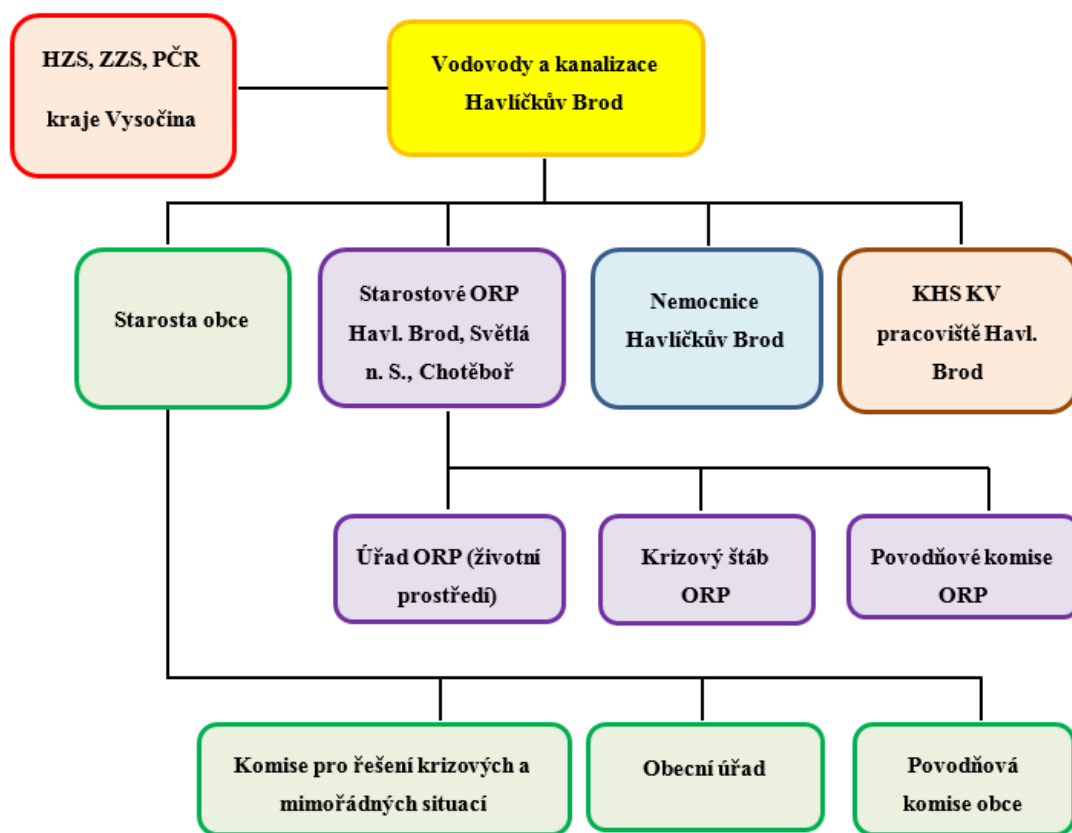 HZS, ZZS, PČR
kraje Vysočina
Vodovody a kanalizace
Havlíčkův Brod
Starosta obce
Starostové ORP
Havl. Brod, Světlá
n. S., Chotěboř
Nemocnice
Havlíčkův Brod
KHS KV
pracoviště Havl.
Brod
Úřad ORP (životní
prostředí)
Krizový štáb
ORP
Povodňové komise
ORP
Komise pro řešení krizových a
mimořádných situací
Obecní úřad
Povodňová
komise obce